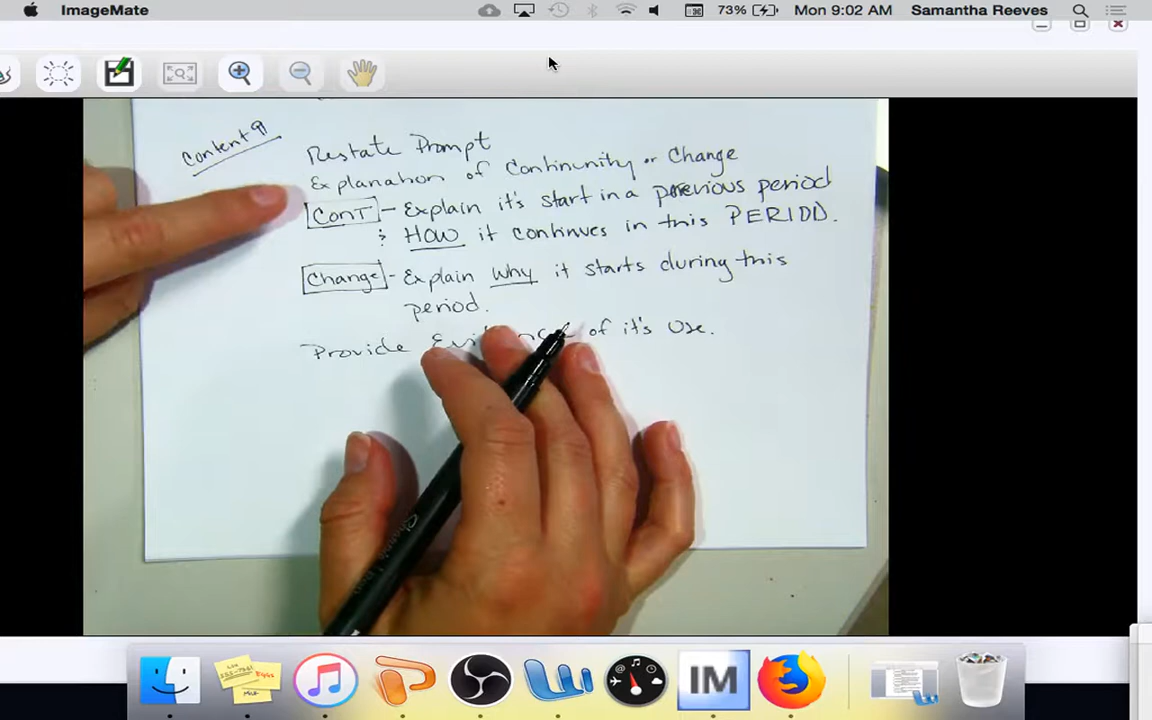 ImageMate
73%
Mon 9:02 AM
Samantha Reeves
Content ¶
Restate Prompt
Explanation of Continunity or Change
Cont - Explain it's start in a previous period
& HOW it continues in this PERIOD.
Change - Explain why it starts during this
period.
Provide of it's Use.
IM